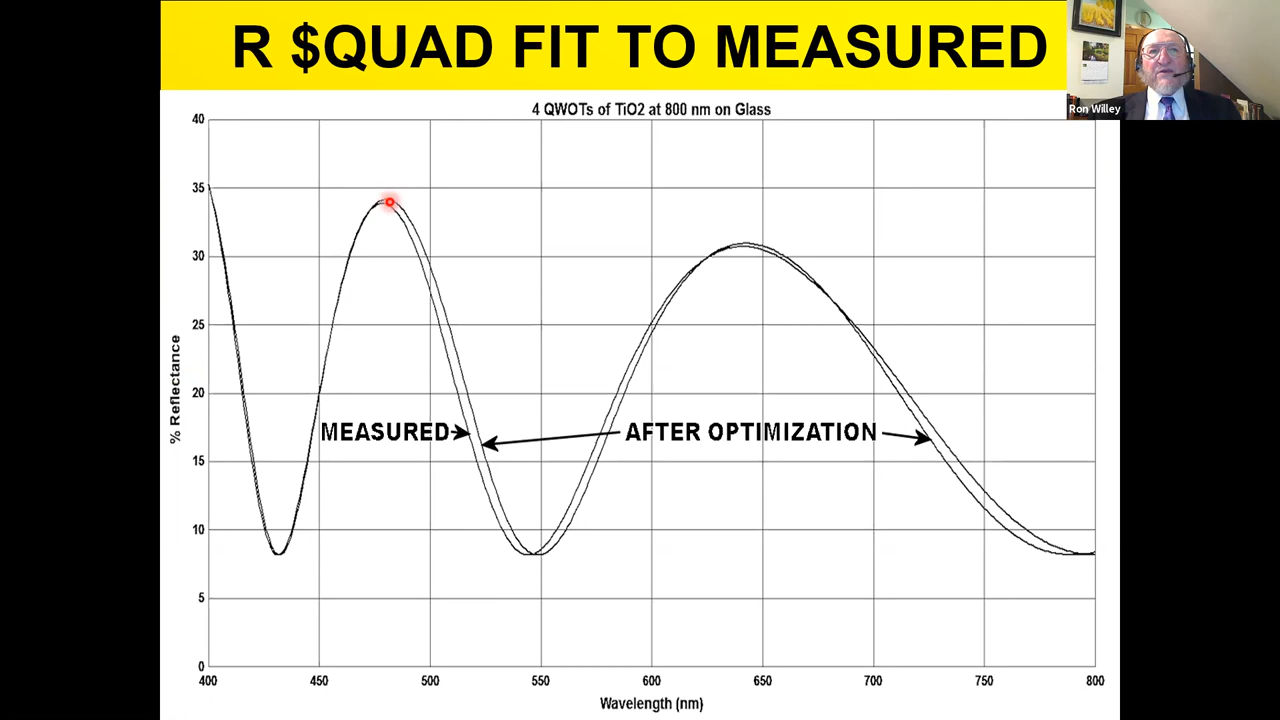 R $QUAD FIT TO MEASURED
Ron Willey
4 QWOTs of TiO2 at 800 nm on Glass
40
35
30
25
20
15
10
5
0
% Reflectance
MEASURED
AFTER OPTIMIZATION
400
450
500
550
600
650
700
750
800
Wavelength (nm)